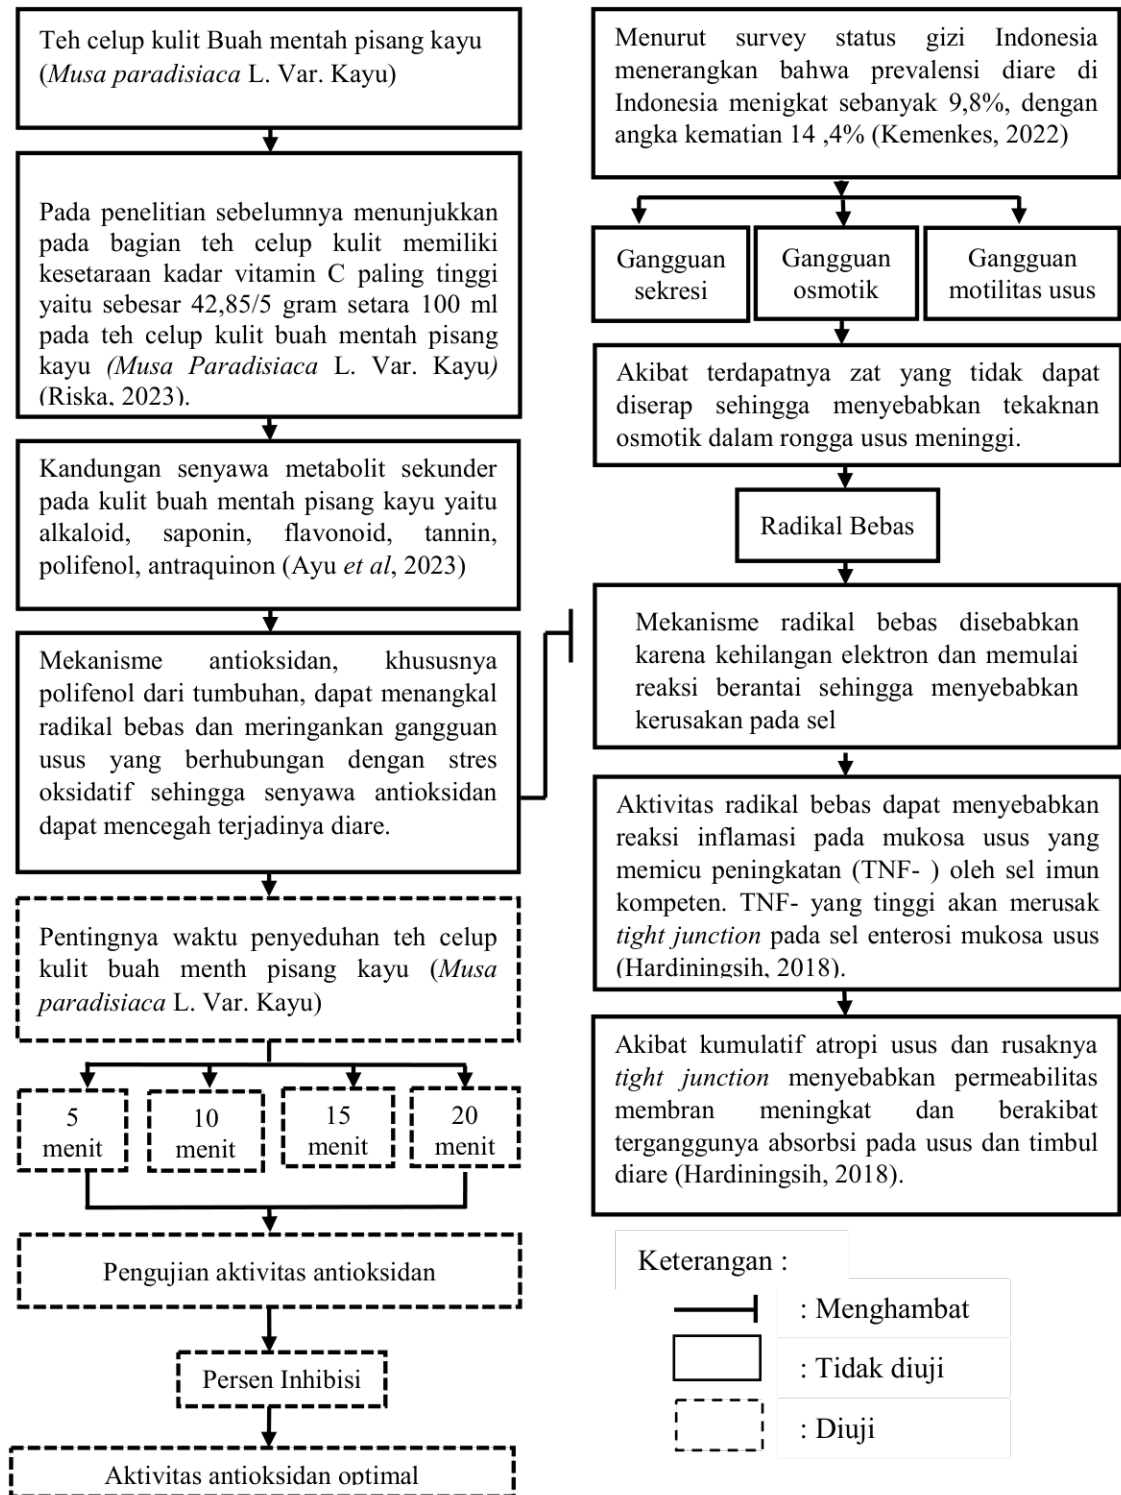 Teh celup kulit Buah mentah pisang kayu
(Musa paradisiaca L. Var. Kayu)
Pada penelitian sebelumnya menunjukkan
pada bagian teh celup kulit memiliki
kesetaraan kadar vitamin C paling tinggi
yaitu sebesar 42,85/5 gram setara 100 ml
pada teh celup kulit buah mentah pisang
kayu (Musa Paradisiaca L. Var. Kayu)
(Riska, 2023).
Kandungan senyawa metabolit sekunder
pada kulit buah mentah pisang kayu yaitu
alkaloid, saponin, flavonoid, tannin,
polifenol, antraquinon (Ayu et al, 2023)
Mekanisme antioksidan, khususnya
polifenol dari tumbuhan, dapat menangkal
radikal bebas dan meringankan gangguan
usus yang berhubungan dengan stres
oksidatif sehingga senyawa antioksidan
dapat mencegah terjadinya diare.
Pentingnya waktu penyeduhan teh celup
kulit buah menth pisang kayu (Musa
paradisiaca L. Var. Kayu)
5
menit
10
menit
15
menit
20
menit
Pengujian aktivitas antioksidan
Persen Inhibisi
Aktivitas antioksidan optimal
Menurut survey status gizi Indonesia
menerangkan bahwa prevalensi diare di
Indonesia menigkat sebanyak 9,8%, dengan
angka kematian 14 ,4% (Kemenkes, 2022)
Gangguan
sekresi
Gangguan
osmotik
Gangguan
motilitas usus
Akibat terdapatnya zat yang tidak dapat
diserap sehingga menyebabkan tekaknan
osmotik dalam rongga usus meninggi.
Radikal Bebas
Mekanisme radikal bebas disebabkan
karena kehilangan elektron dan memulai
reaksi berantai sehingga menyebabkan
kerusakan pada sel
Aktivitas radikal bebas dapat menyebabkan
reaksi inflamasi pada mukosa usus yang
memicu peningkatan (TNF- ) oleh sel imun
kompeten. TNF- yang tinggi akan merusak
tight junction pada sel enterosi mukosa usus
(Hardiningsih, 2018).
Akibat kumulatif atropi usus dan rusaknya
tight junction menyebabkan permeabilitas
membran meningkat dan berakibat
terganggunya absorbsi pada usus dan timbul
diare (Hardiningsih, 2018).
Keterangan :
: Menghambat
: Tidak diuji
: Diuji